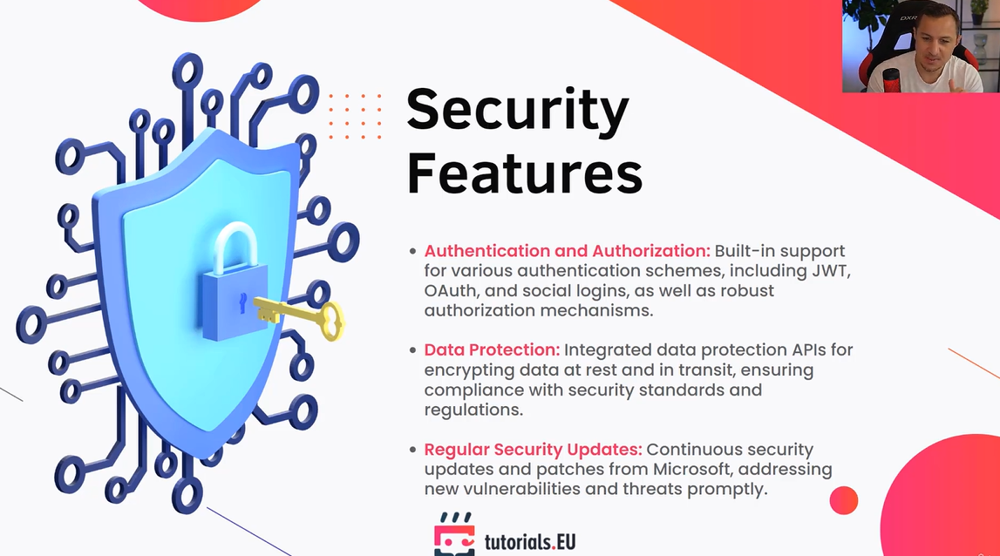 DXR
Security
Features
• Authentication and Authorization: Built-in support
for various authentication schemes, including JWT,
OAuth, and social logins, as well as robust
authorization mechanisms.
• Data Protection: Integrated data protection APIs for
encrypting data at rest and in transit, ensuring
compliance with security standards and
regulations.
• Regular Security Updates: Continuous security
updates and patches from Microsoft, addressing
new vulnerabilities and threats promptly.
tutorials.EU